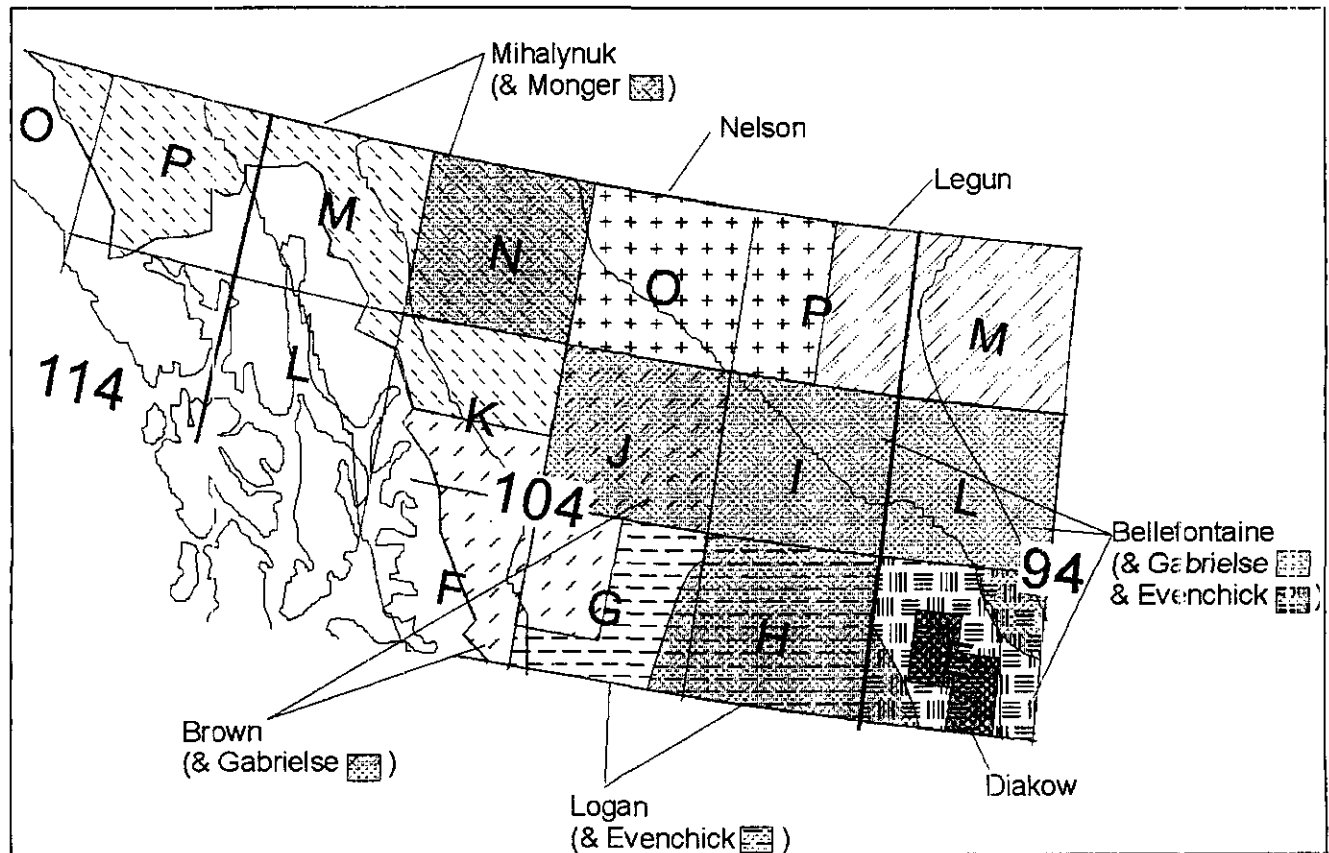 Mihalynuk
(& Monger )
Nelson
Legun
O
P
M
N
O
P
M
114
L
K
J
I
L
104
94
Bellefontaine
(& Gabrielse
& Evenchick )
F
G
H
Brown
(& Gabrielse )
Logan
(& Evenchick )
Diakow